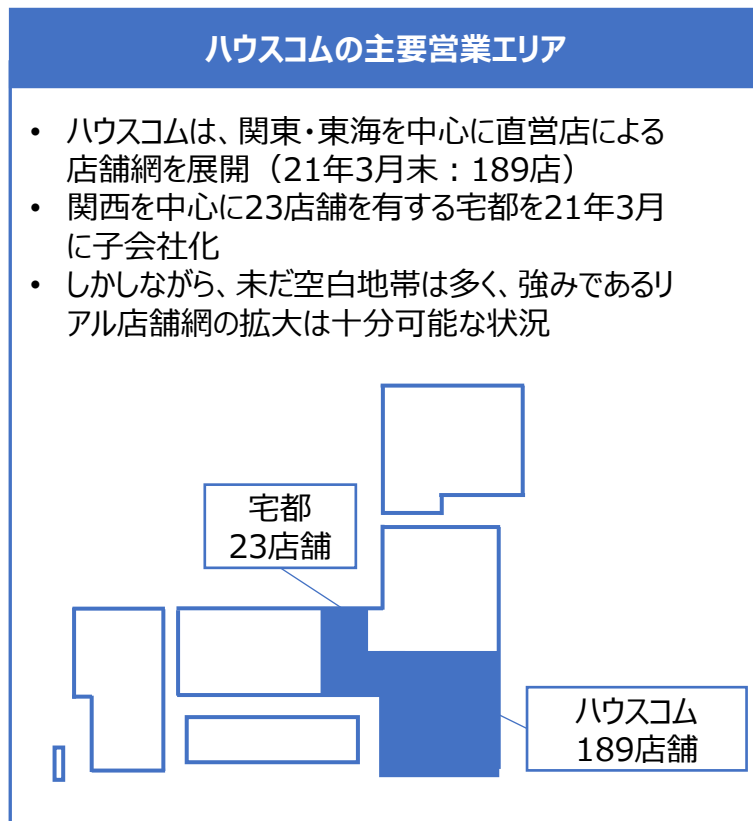 ハウスコムの主要営業エリア
• ハウスコムは、関東・東海を中心に直営店による
店舗網を展開（21年3月末：189店）
• 関西を中心に23店舗を有する宅都を21年3月
に子会社化
• しかしながら、未だ空白地帯は多く、強みであるリ
アル店舗網の拡大は十分可能な状況
宅都
23店舗
ハウスコム
189店舗